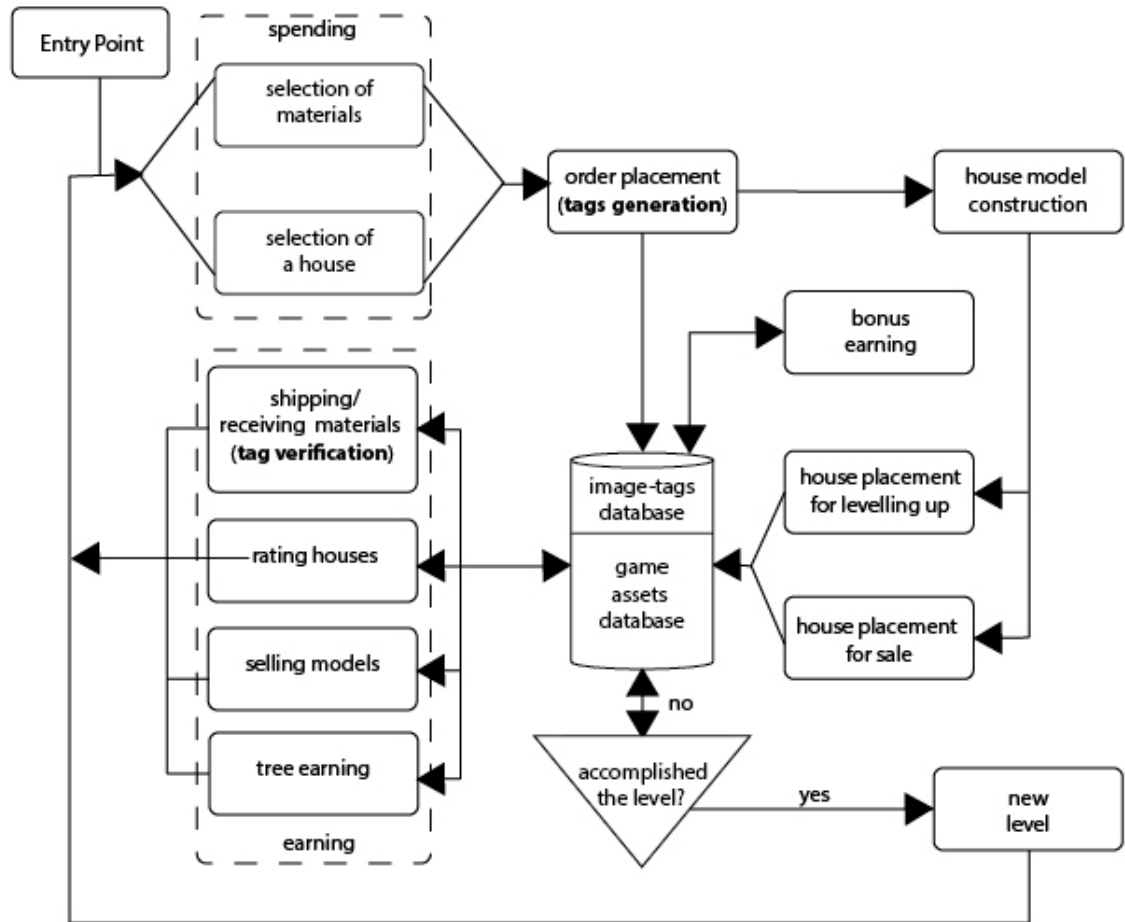 Entry Point
spending
selection of
materials
selection of
a house
order placement
(tags generation)
house model
construction
bonus
earning
shipping/
receiving materials
(tag verification)
rating houses
selling models
tree earning
earning
image-tags
database
game
assets
database
house placement
for levelling up
house placement
for sale
no
accomplished
the level?
yes
new
level